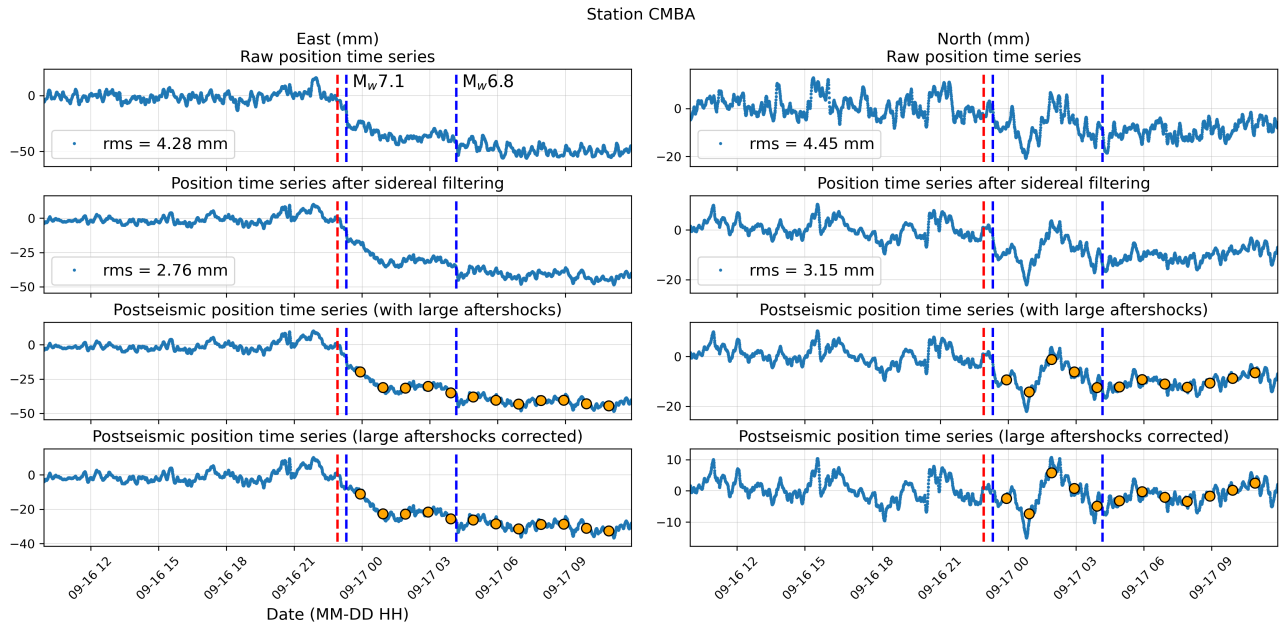 Station CMBA
East (mm)
Raw position time series
0
−50
M_w7.1
M_w6.8
rms = 4.28 mm
North (mm)
Raw position time series
0
−20
rms = 4.45 mm
Position time series after sidereal filtering
0
−25
−50
rms = 2.76 mm
Position time series after sidereal filtering
0
−20
rms = 3.15 mm
Postseismic position time series (with large aftershocks)
0
−25
−50
Postseismic position time series (with large aftershocks)
0
−20
Postseismic position time series (large aftershocks corrected)
0
−20
−40
Postseismic position time series (large aftershocks corrected)
10
0
−10
09-16 12
09-16 15
09-16 18
09-16 21
09-17 00
09-17 03
09-17 06
09-17 09
09-16 12
09-16 15
09-16 18
09-16 21
09-17 00
09-17 03
09-17 06
09-17 09
Date (MM-DD HH)